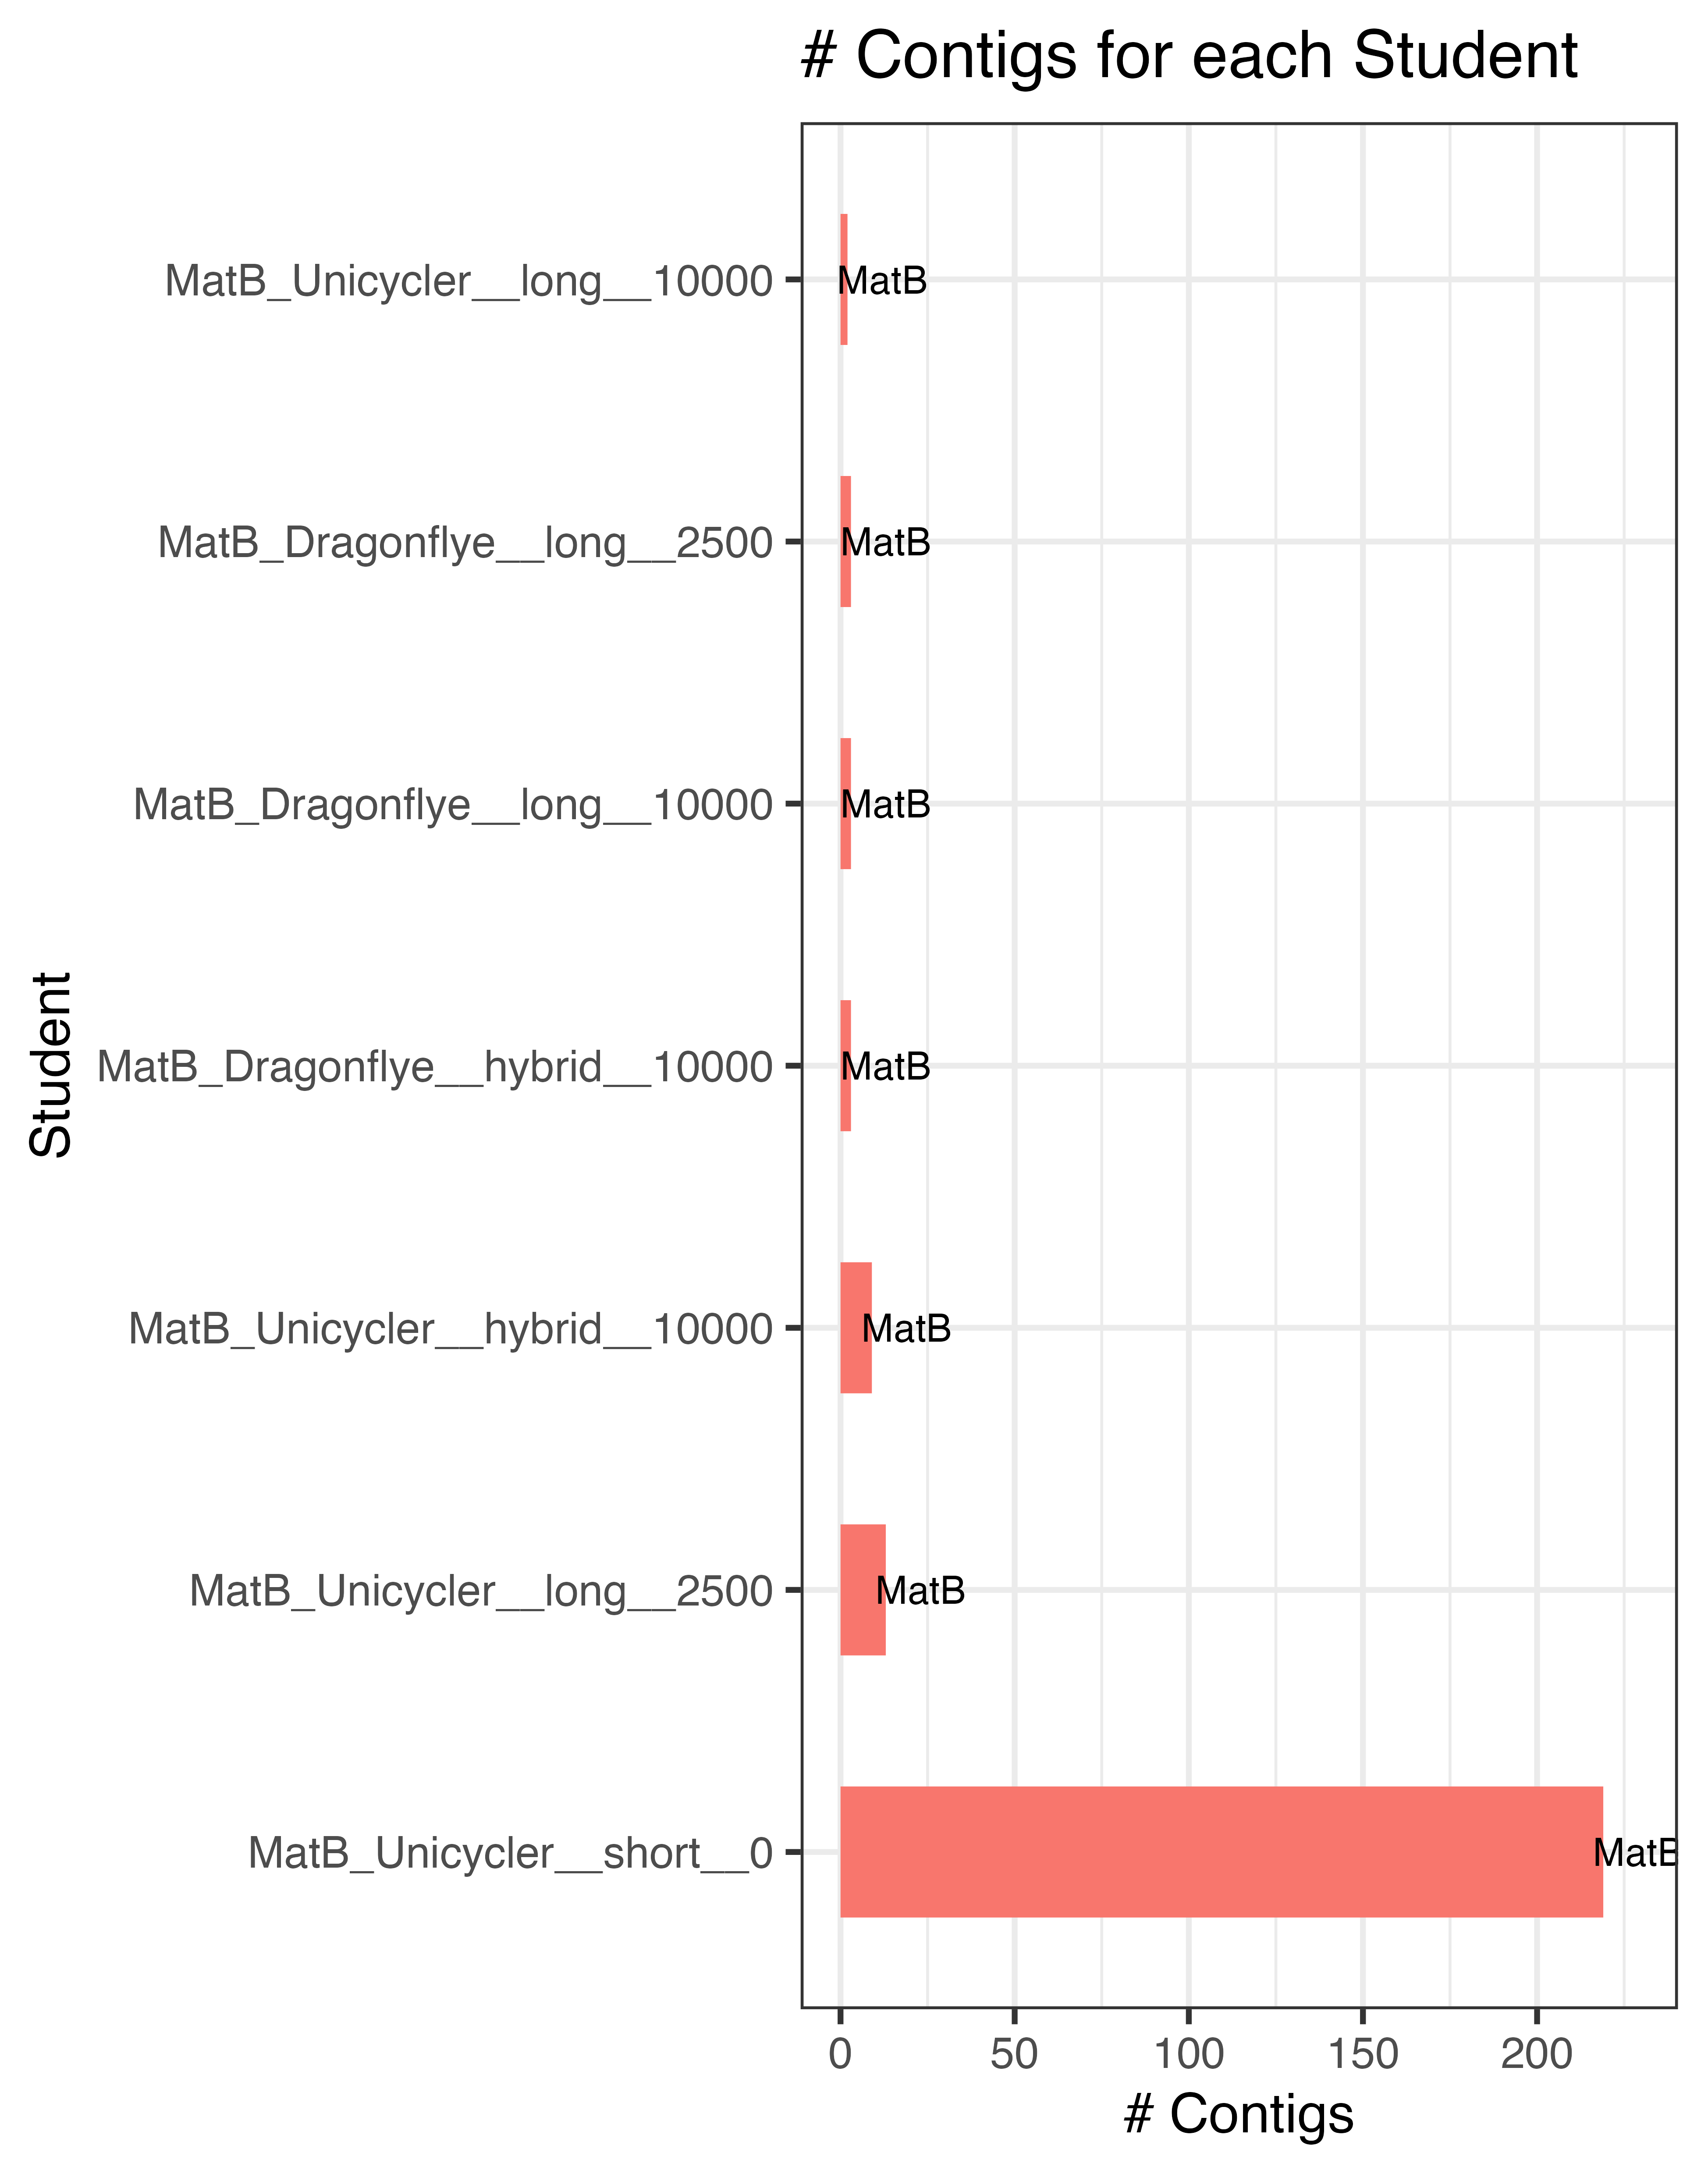 # Contigs for each Student
MatB_Unicycler__long__10000 MatB
MatB_Dragonflye__long__2500 MatB
MatB_Dragonflye__long__10000 MatB
MatB_Dragonflye__hybrid__10000 MatB
MatB_Unicycler__hybrid__10000 MatB
MatB_Unicycler__long__2500 MatB
MatB_Unicycler__short__0 MatB
Student
0 50 100 150 200
# Contigs